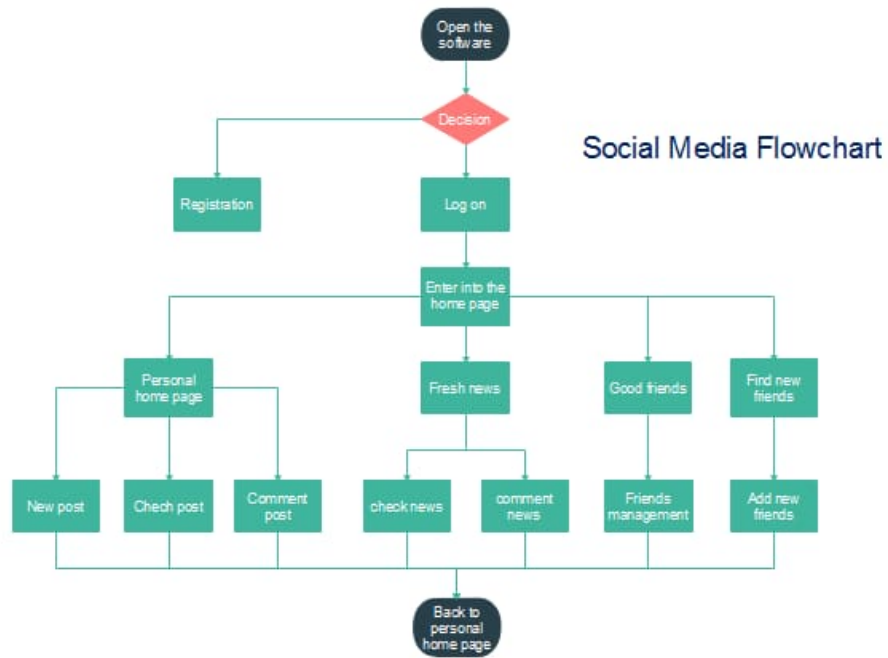 Open the
software
Decision
Social Media Flowchart
Registration
Log on
Enter into the
home page
Personal
home page
Fresh news
Good friends
Find new
friends
New post
Chech post
Comment
post
check news
comment
news
Friends
management
Add new
friends
Back to
personal
home page